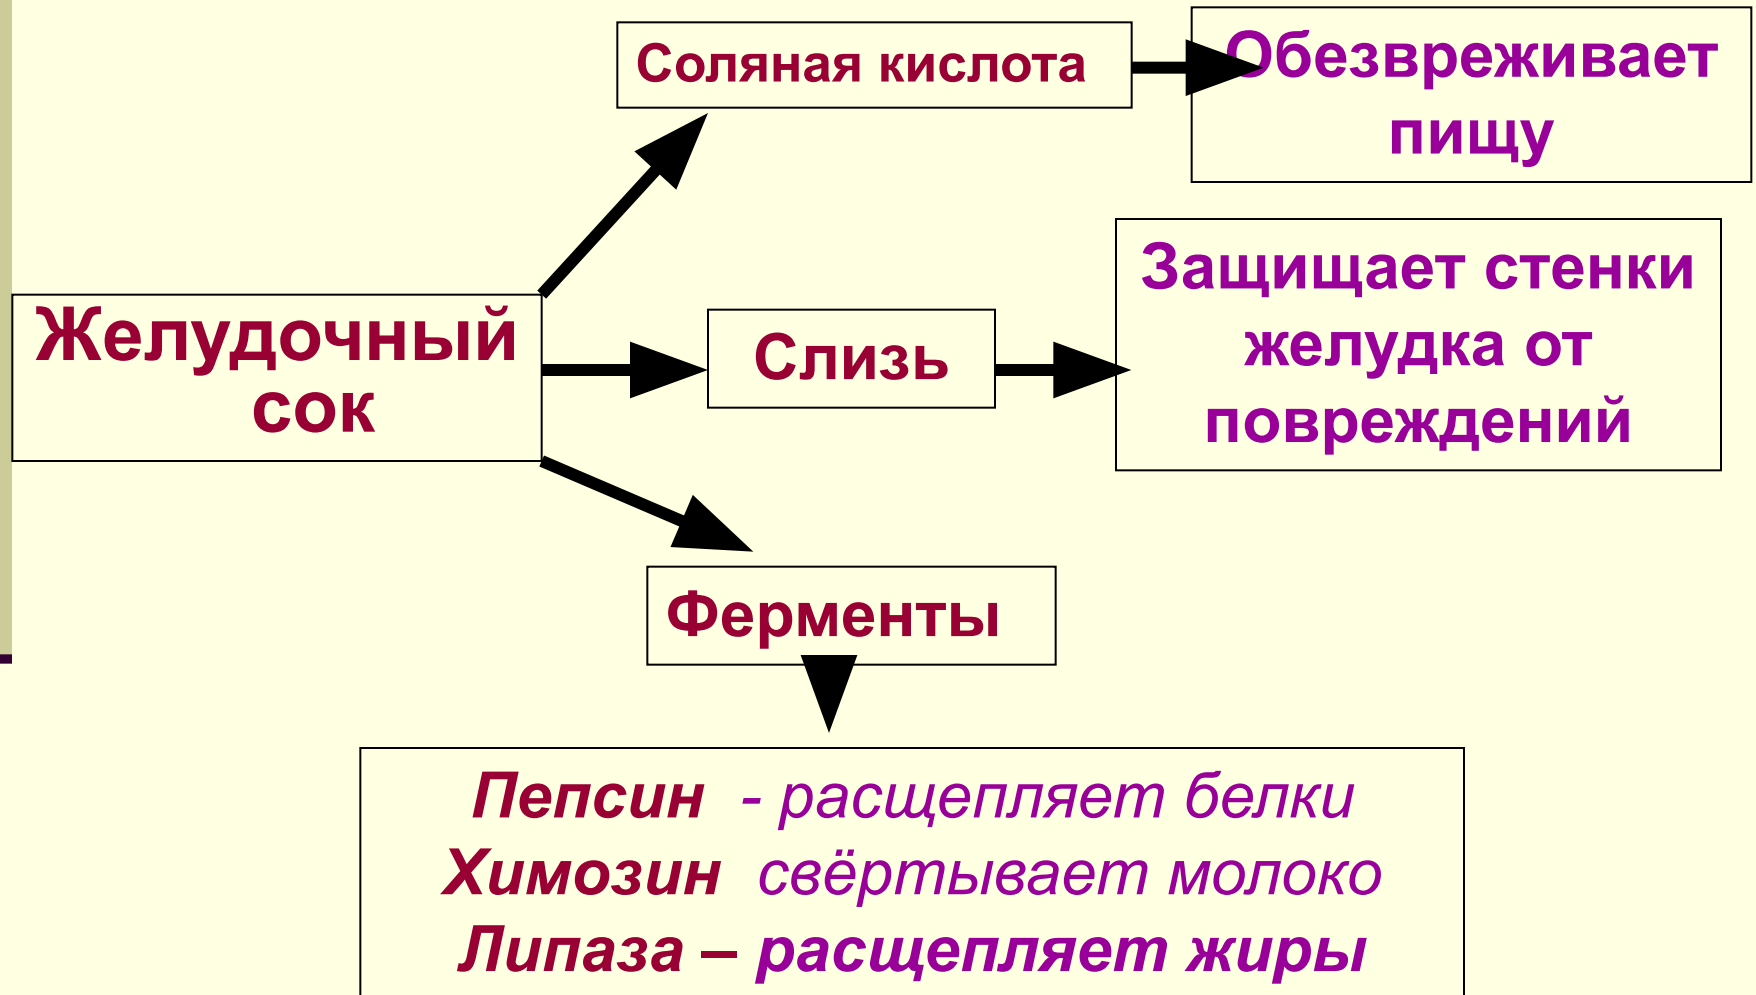 Соляная кислота
Обезвреживает
пищу
Желудочный
сок
Слизь
Защищает стенки
желудка от
повреждений
Ферменты
Пепсин - расщепляет белки
Химозин свёртывает молоко
Липаза – расщепляет жиры